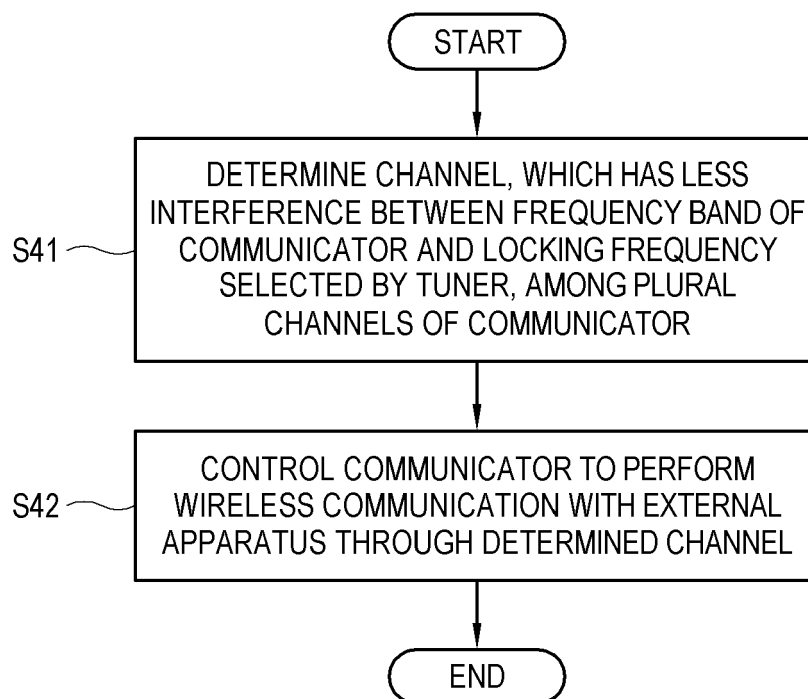 START
S41
DETERMINE CHANNEL, WHICH HAS LESS
INTERFERENCE BETWEEN FREQUENCY BAND OF
COMMUNICATOR AND LOCKING FREQUENCY
SELECTED BY TUNER, AMONG PLURAL
CHANNELS OF COMMUNICATOR
S42
CONTROL COMMUNICATOR TO PERFORM
WIRELESS COMMUNICATION WITH EXTERNAL
APPARATUS THROUGH DETERMINED CHANNEL
END